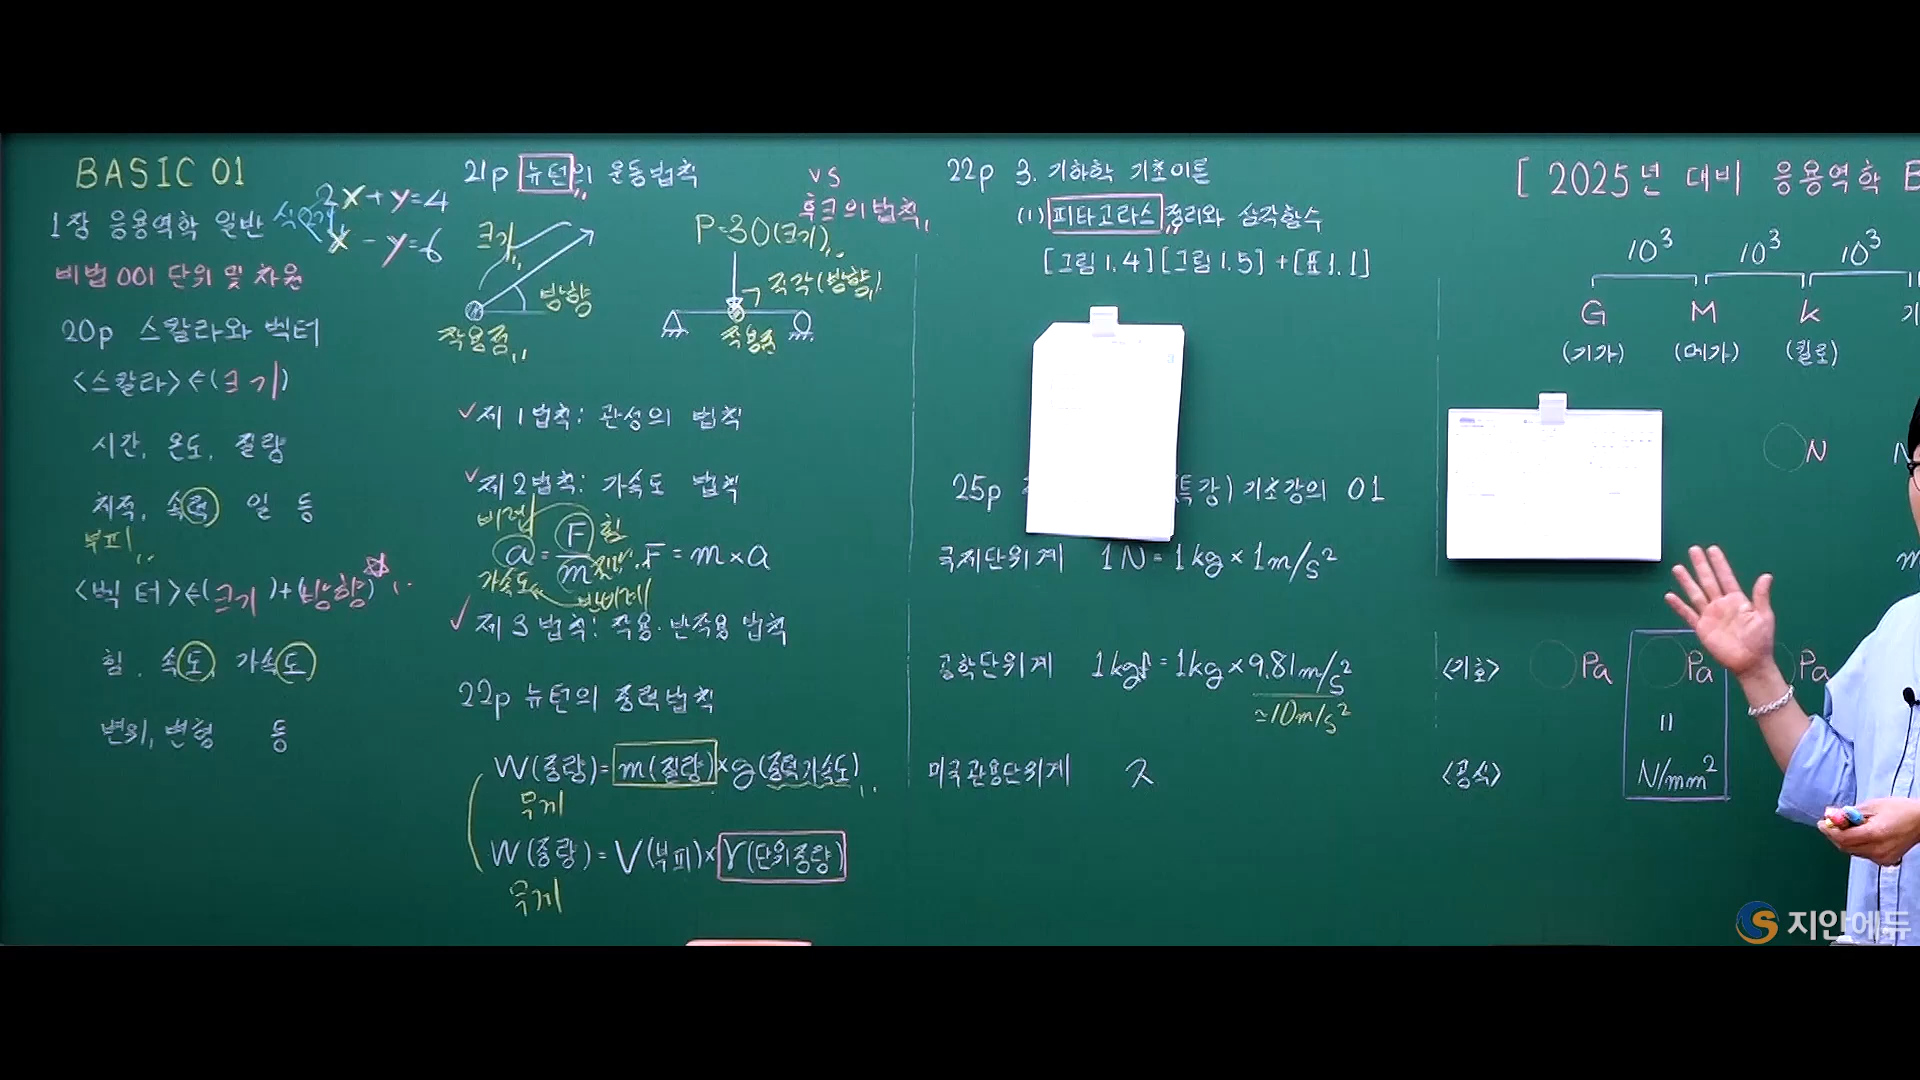 BASIC 01
1장 응용역학 일반
2x + y = 4
x - y = 6
비법 001 단위 및 차원
20p 스칼라와 벡터
<스칼라>←(크기)
시간, 온도, 질량
체적, 속력, 일 등
부피
<벡터>←(크기)+(방향)
힘, 속도, 가속도
변위, 변형 등
21p 뉴턴의 운동법칙
vs
후크의 법칙
크기
방향
작용점
P=30(크기)
직각(방향)
작용점
제1법칙: 관성의 법칙
제2법칙: 가속도 법칙
비례
a = F/m
힘
질량
F = m×a
가속도
반비례
제3법칙: 작용·반작용 법칙
22p 뉴턴의 중력법칙
W(중량)=m(질량)×g(중력가속도)
무게
W(중량)=V(부피)×γ(단위중량)
무게
22p 3. 기하학 기초이론
(1) 피타고라스 정리와 삼각함수
[그림 1.4][그림 1.5]+[표1.1]
25p
(특강) 기초강의 01
국제단위계 1N = 1kg × 1m/s²
공학단위계 1kgf = 1kg × 9.81m/s²
≃10m/s²
미국관용단위계
[2025년 대비 응용역학 B
10³ 10³ 10³
G M k
(기가) (메가) (킬로)
N N
m
<기호> Pa Pa Pa
=
<공식> N/mm²
지안에듀